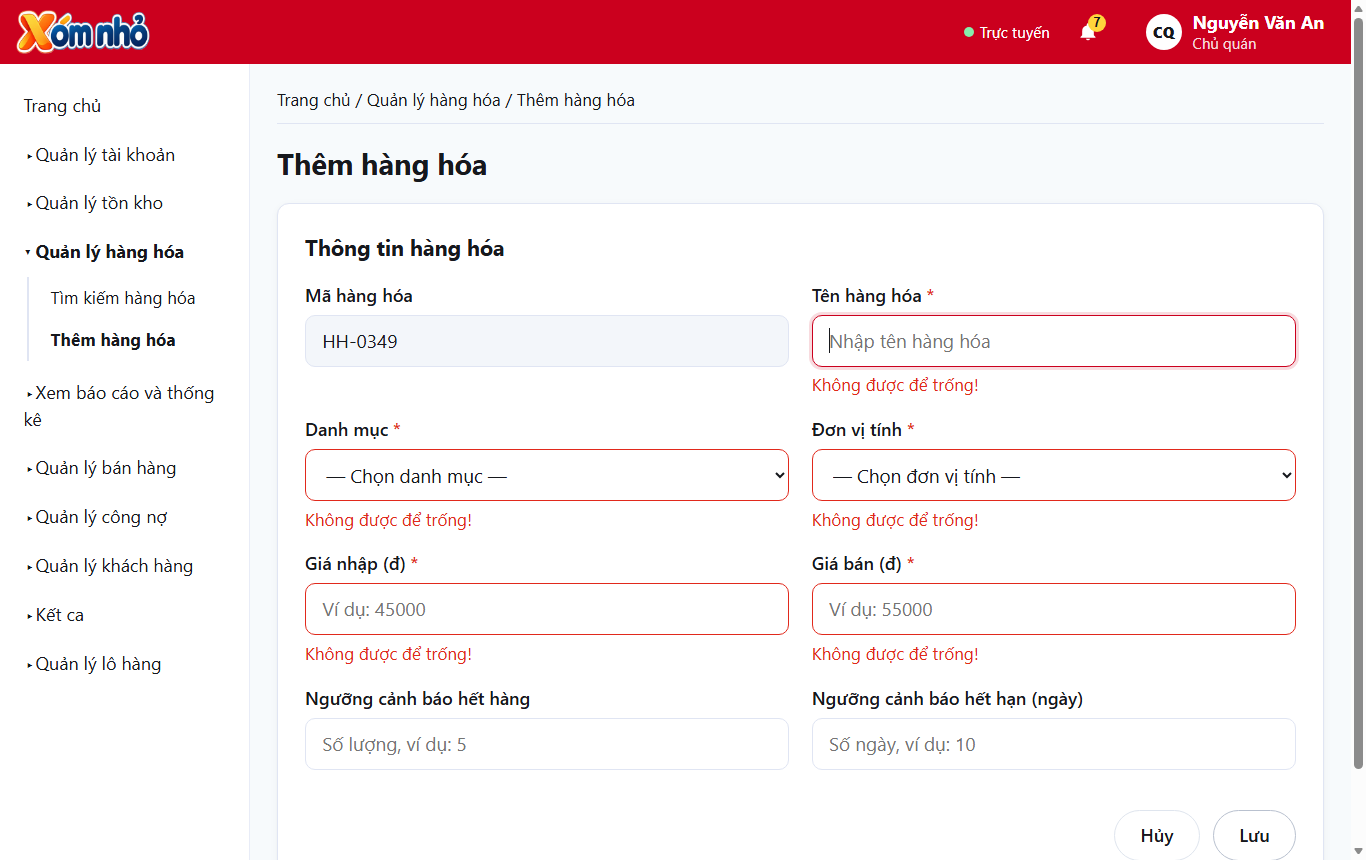 Xóm nhỏ
Trực tuyến
7
CQ
Nguyễn Văn An
Chủ quán
Trang chủ
Quản lý tài khoản
Quản lý tồn kho
Quản lý hàng hóa
Tìm kiếm hàng hóa
Thêm hàng hóa
Xem báo cáo và thống
kê
Quản lý bán hàng
Quản lý công nợ
Quản lý khách hàng
Kết ca
Quản lý lô hàng
Trang chủ / Quản lý hàng hóa / Thêm hàng hóa
Thêm hàng hóa
Thông tin hàng hóa
Mã hàng hóa
HH-0349
Tên hàng hóa *
Nhập tên hàng hóa
Không được để trống!
Danh mục *
— Chọn danh mục —
Không được để trống!
Đơn vị tính *
— Chọn đơn vị tính —
Không được để trống!
Giá nhập (đ) *
Ví dụ: 45000
Không được để trống!
Giá bán (đ) *
Ví dụ: 55000
Không được để trống!
Ngưỡng cảnh báo hết hàng
Số lượng, ví dụ: 5
Ngưỡng cảnh báo hết hạn (ngày)
Số ngày, ví dụ: 10
Hủy
Lưu